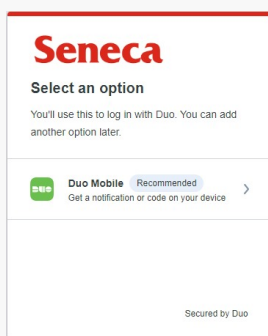 Seneca
Select an option
You'll use this to log in with Duo. You can add
another option later.
DUO
Duo Mobile Recommended
Get a notification or code on your device
Secured by Duo